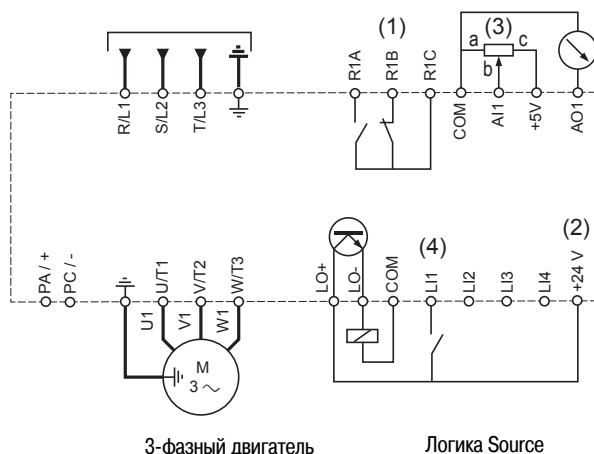 (1)
(3)
a
c
b
R/L1
S/L2
T/L3
R1A
R1B
R1C
COM
AI1
+5V
AO1
(4)
(2)
PA / +
PC / -
U/T1
V/T2
W/T3
LO+
LO-
COM
LI1
LI2
LI3
LI4
+24 V
U1
V1
W1
M
3 ~
3-фазный двигатель
Логика Source